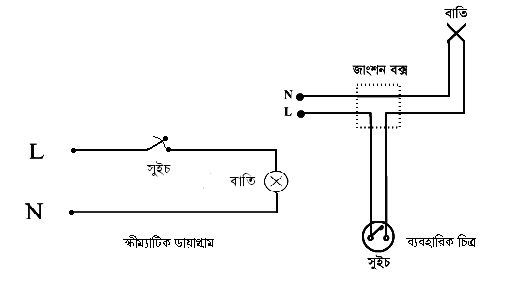 বাতি
জাংশন বক্স
N
L
L
সুইচ
বাতি
N
স্কীম্যাটিক ডায়াগ্রাম
ব্যবহারিক চিত্র
সুইচ